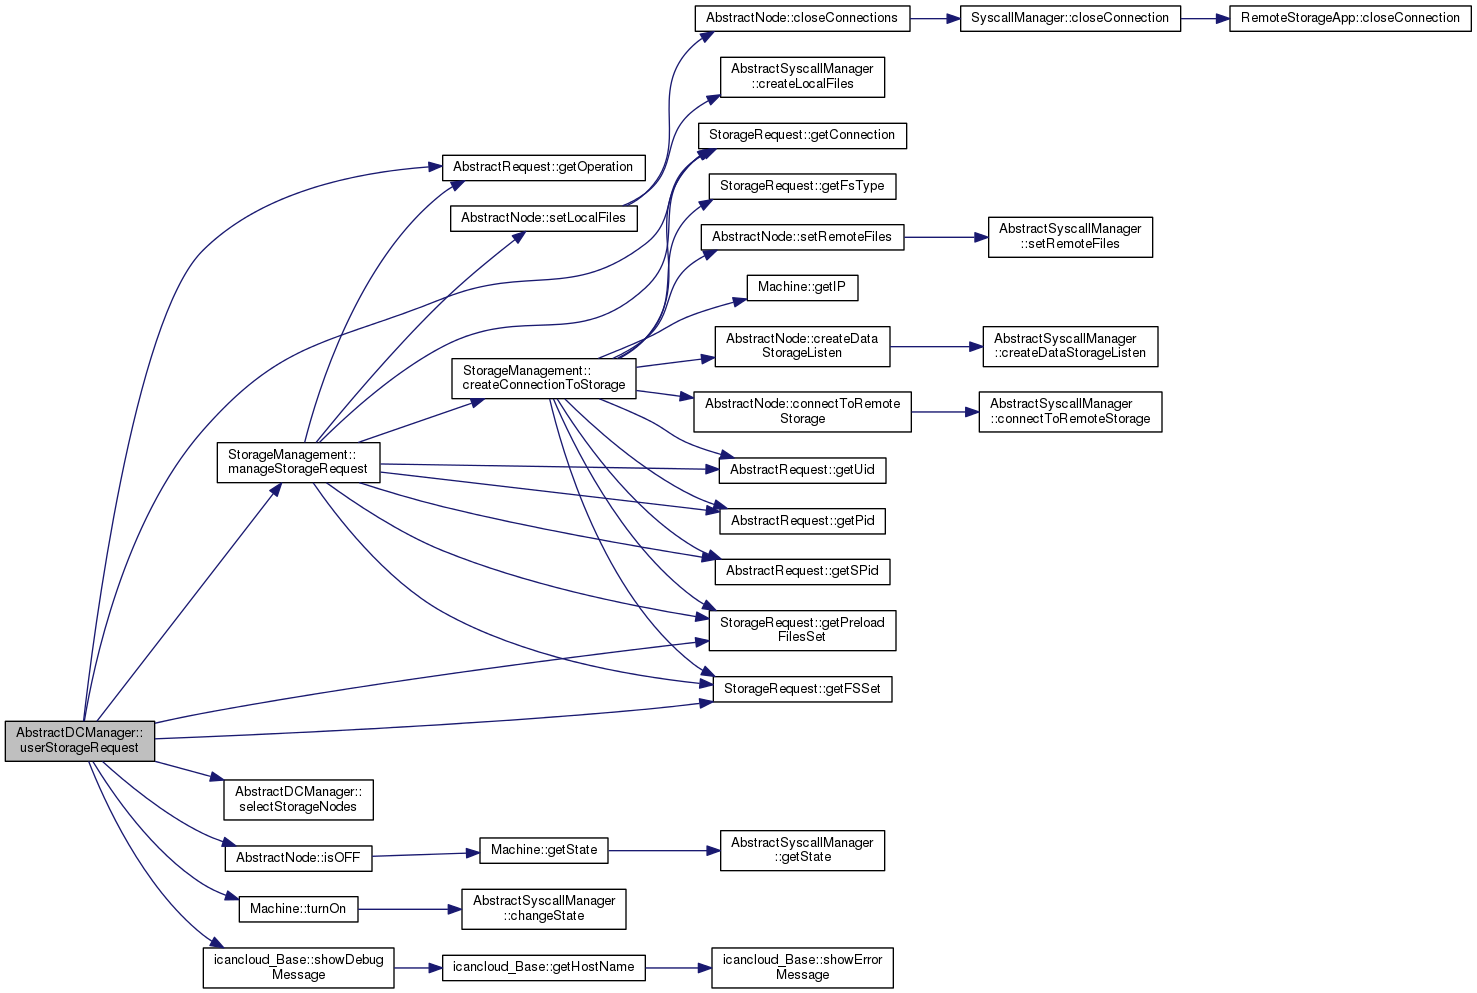 AbstractNode::closeConnections
SyscallManager::closeConnection
RemoteStorageApp::closeConnection
AbstractSyscallManager
::createLocalFiles
StorageRequest::getConnection
AbstractRequest::getOperation
StorageRequest::getFsType
AbstractNode::setLocalFiles
AbstractNode::setRemoteFiles
AbstractSyscallManager
::setRemoteFiles
Machine::getIP
AbstractNode::createData
StorageListen
AbstractSyscallManager
::createDataStorageListen
StorageManagement::
createConnectionToStorage
AbstractNode::connectToRemote
Storage
AbstractSyscallManager
::connectToRemoteStorage
StorageManagement::
manageStorageRequest
AbstractRequest::getUid
AbstractRequest::getPid
AbstractRequest::getSPid
StorageRequest::getPreload
FilesSet
StorageRequest::getFSSet
AbstractDCManager::
userStorageRequest
AbstractDCManager::
selectStorageNodes
AbstractNode::isOFF
Machine::getState
AbstractSyscallManager
::getState
Machine::turnOn
AbstractSyscallManager
::changeState
icancloud_Base::showDebug
Message
icancloud_Base::getHostName
icancloud_Base::showError
Message